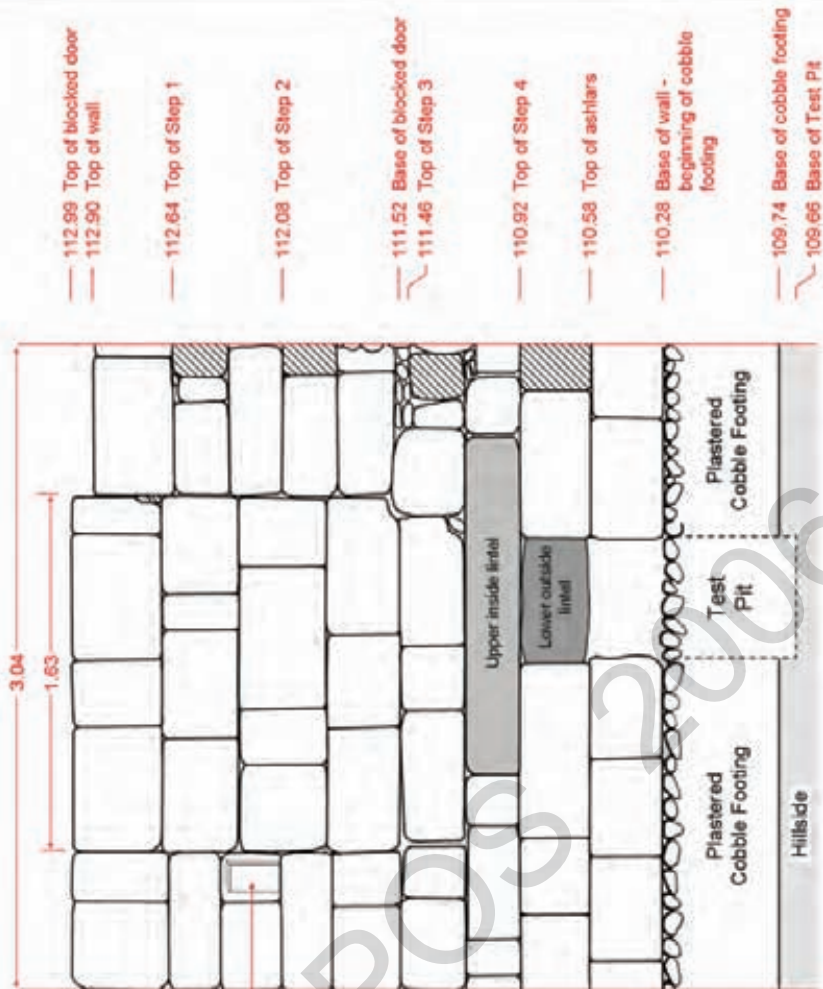 3.04
1.63
112.99 Top of blocked door
112.90 Top of wall
112.64 Top of Step 1
112.08 Top of Step 2
111.52 Base of blocked door
111.46 Top of Step 3
110.92 Top of Step 4
110.58 Top of ashlars
110.28 Base of wall -
beginning of cobble
footing
109.74 Base of cobble footing
109.66 Base of Test Pit
Upper inside lintel
Lower outside
lintel
Plastered
Cobble Footing
Test
Pit
Plastered
Cobble Footing
Hillside
POS 2006